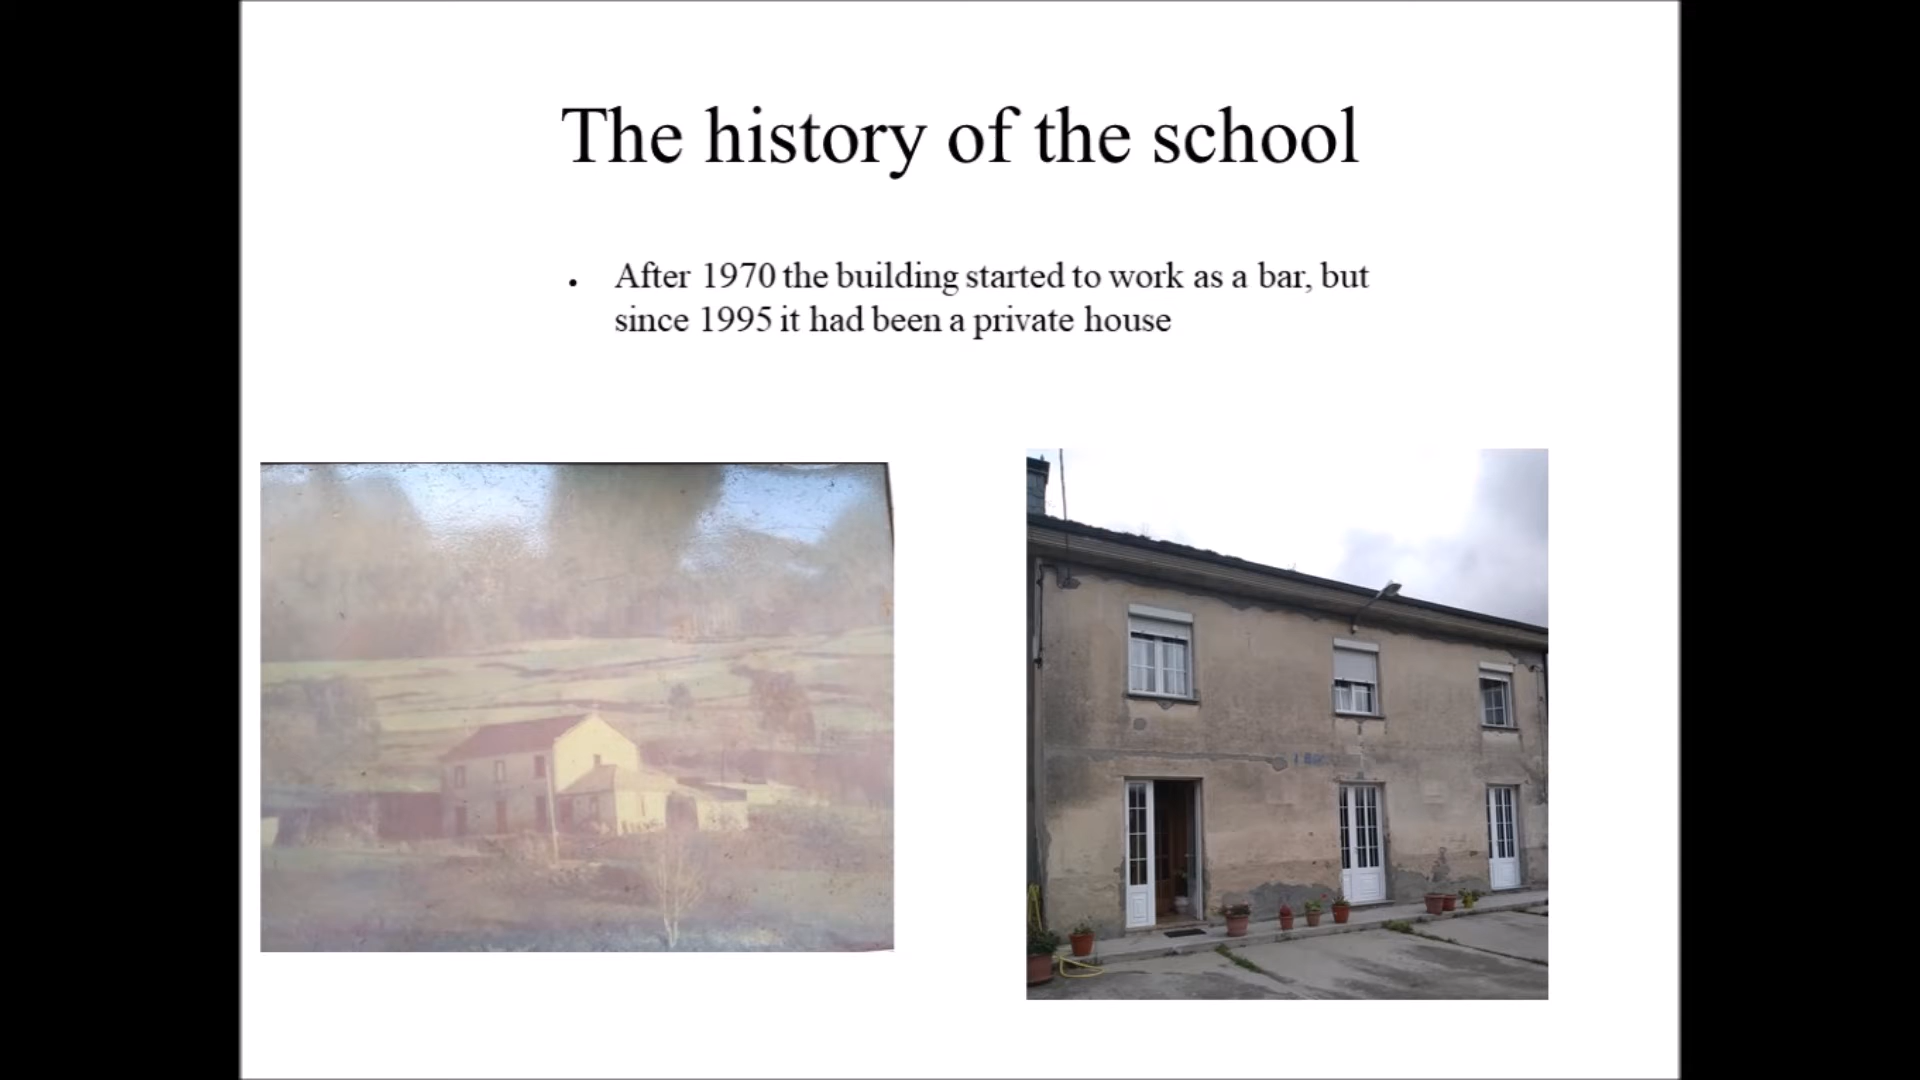 The history of the school
• After 1970 the building started to work as a bar, but
since 1995 it had been a private house